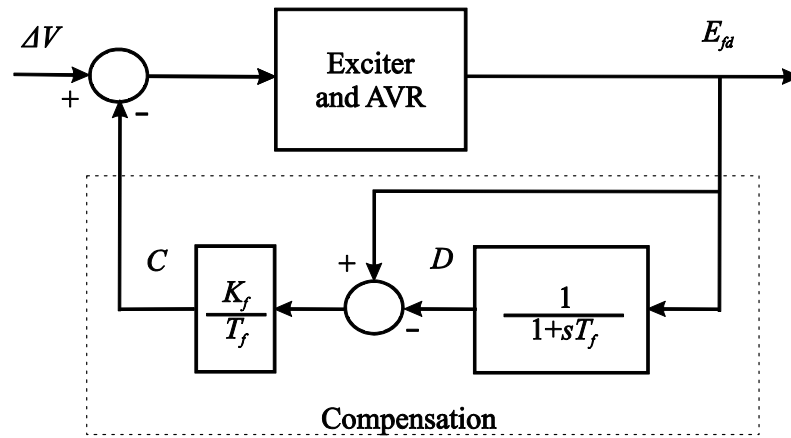 ΔV
E_fd
Exciter
and AVR
+
-
C
+
D
K_f
T_f
-
1
1+sT_f
Compensation